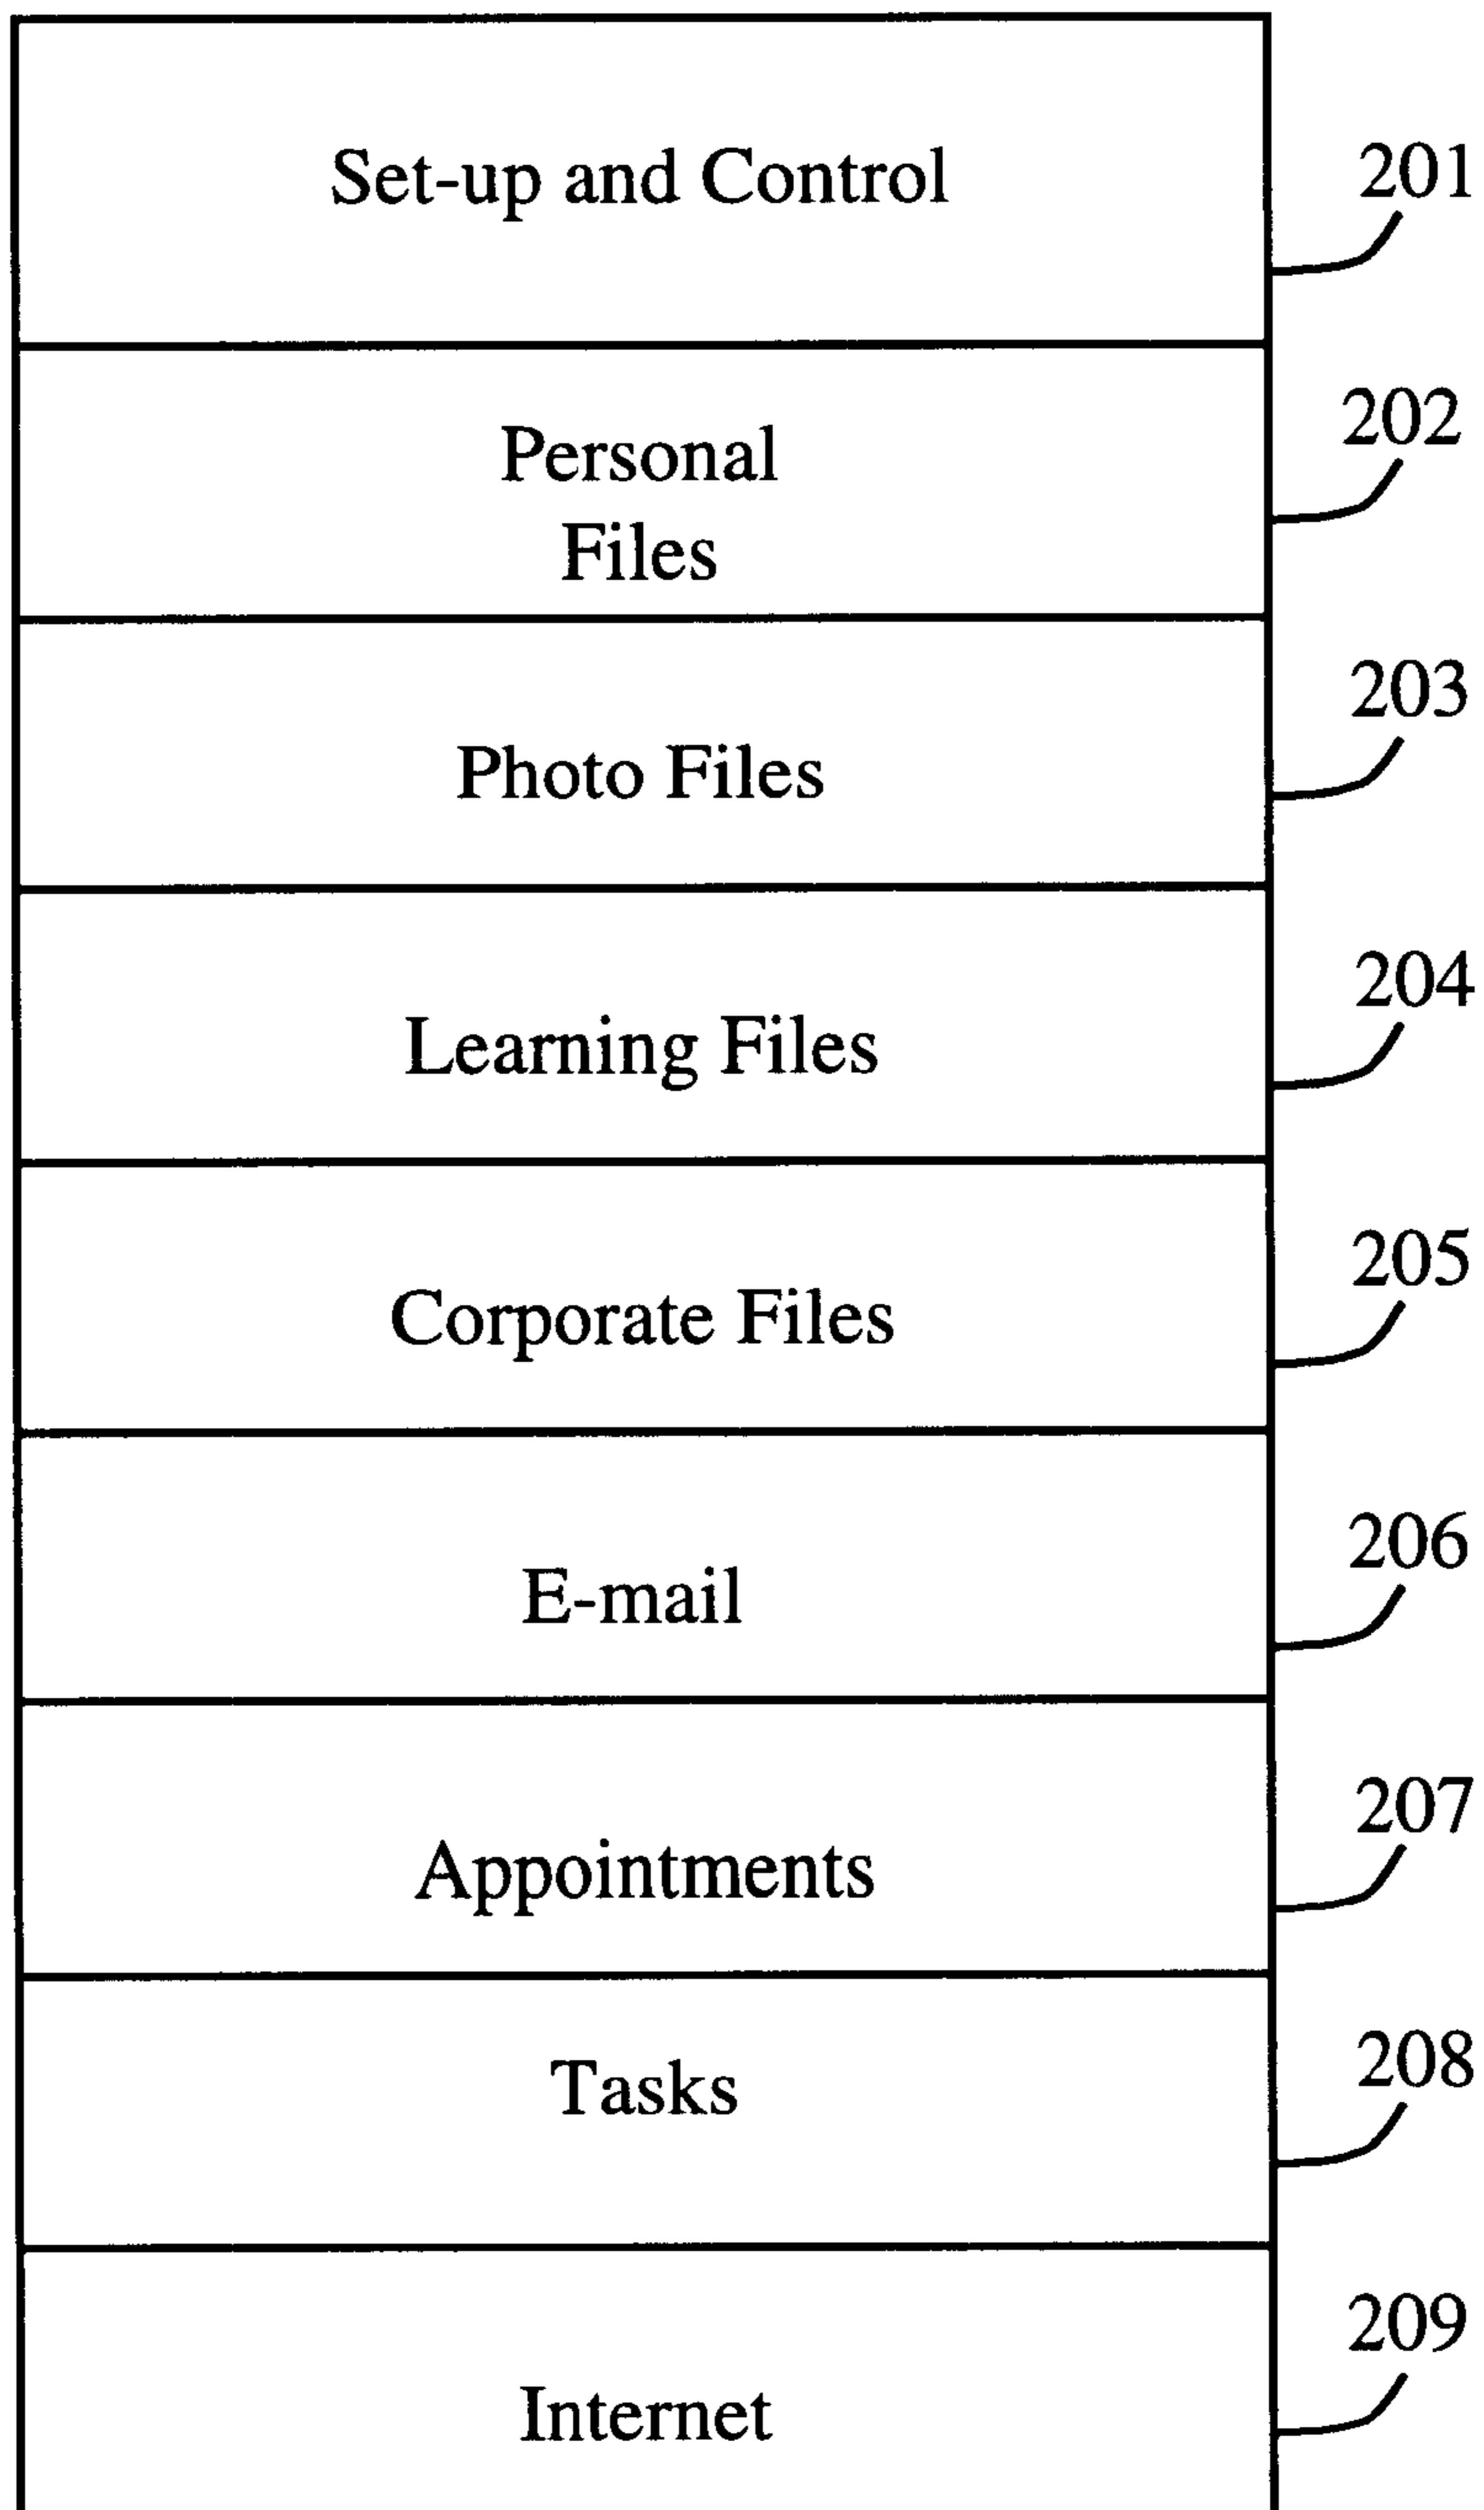 Set-up and Control
201
Personal
Files
202
Photo Files
203
Learning Files
204
Corporate Files
205
E-mail
206
Appointments
207
Tasks
208
Internet
209